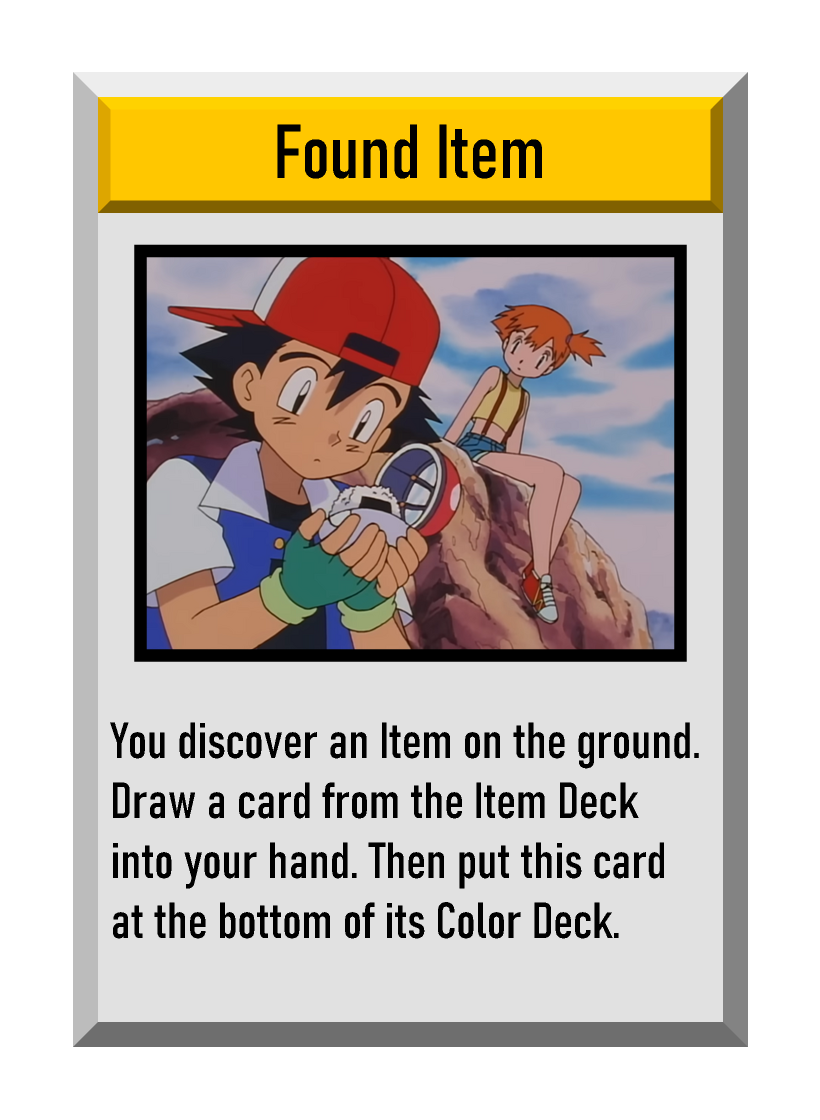 Found Item
You discover an Item on the ground.
Draw a card from the Item Deck
into your hand. Then put this card
at the bottom of its Color Deck.